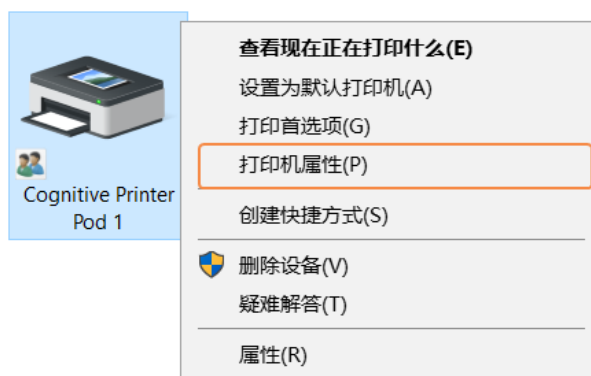 查看现在正在打印什么(E)
设置为默认打印机(A)
打印首选项(G)
打印机属性(P)
Cognitive Printer
Pod 1
创建快捷方式(S)
删除设备(V)
疑难解答(T)
属性(R)